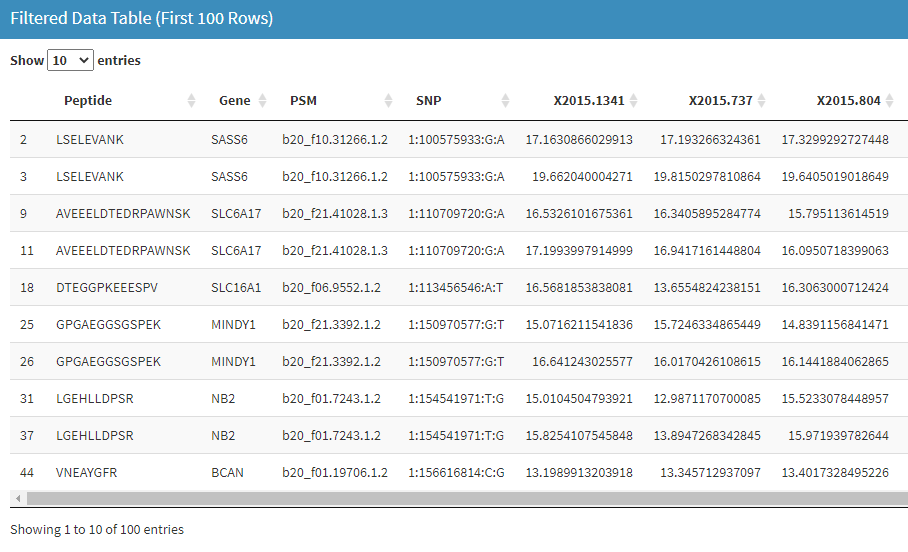 Filtered Data Table (First 100 Rows)
Show 10 entries
Peptide Gene PSM SNP X2015.1341 X2015.737 X2015.804
2 LSELEVANK SASS6 b20_f10.31266.1.2 1:100575933:G:A 17.1630866029913 17.193266324361 17.3299292727448
3 LSELEVANK SASS6 b20_f10.31266.1.2 1:100575933:G:A 19.662040004271 19.8150297810864 19.6405019018649
9 AVEEELDTEDRPAWNSK SLC6A17 b20_f21.41028.1.3 1:110709720:G:A 16.5326101675361 16.3405895284774 15.795113614519
11 AVEEELDTEDRPAWNSK SLC6A17 b20_f21.41028.1.3 1:110709720:G:A 17.1993997914999 16.9417161448804 16.0950718399063
18 DTEGGPKEEESPV SLC16A1 b20_f06.9552.1.2 1:113456546:A:T 16.5681853838081 13.6554824238151 16.3063000712424
25 GPGAEGGSGSPEK MINDY1 b20_f21.3392.1.2 1:150970577:G:T 15.0716211541836 15.7246334865449 14.8391156841471
26 GPGAEGGSGSPEK MINDY1 b20_f21.3392.1.2 1:150970577:G:T 16.641243025577 16.0170426108615 16.1441884062865
31 LGEHLLDPSR NB2 b20_f01.7243.1.2 1:154541971:T:G 15.0104504793921 12.9871170700085 15.5233078448957
37 LGEHLLDPSR NB2 b20_f01.7243.1.2 1:154541971:T:G 15.8254107545848 13.8947268342845 15.971939782644
44 VNEAYGFR BCAN b20_f01.19706.1.2 1:156616814:C:G 13.1989913203918 13.345712937097 13.4017328495226
Showing 1 to 10 of 100 entries